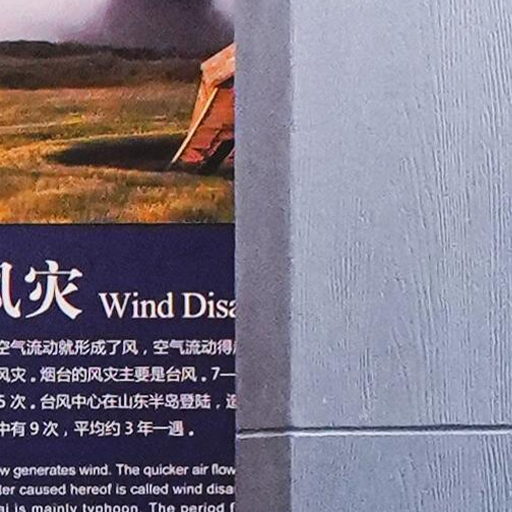 风灾 Wind Disa
空气流动就形成了风，空气流动得
风灾。烟台的风灾主要是台风。7—
5 次。台风中心在山东半岛登陆，
中有 9 次，平均约 3 年一遇。
w generates wind. The quicker air flow
ter caused hereof is called wind disa
ai is mainly typhoon. The period f